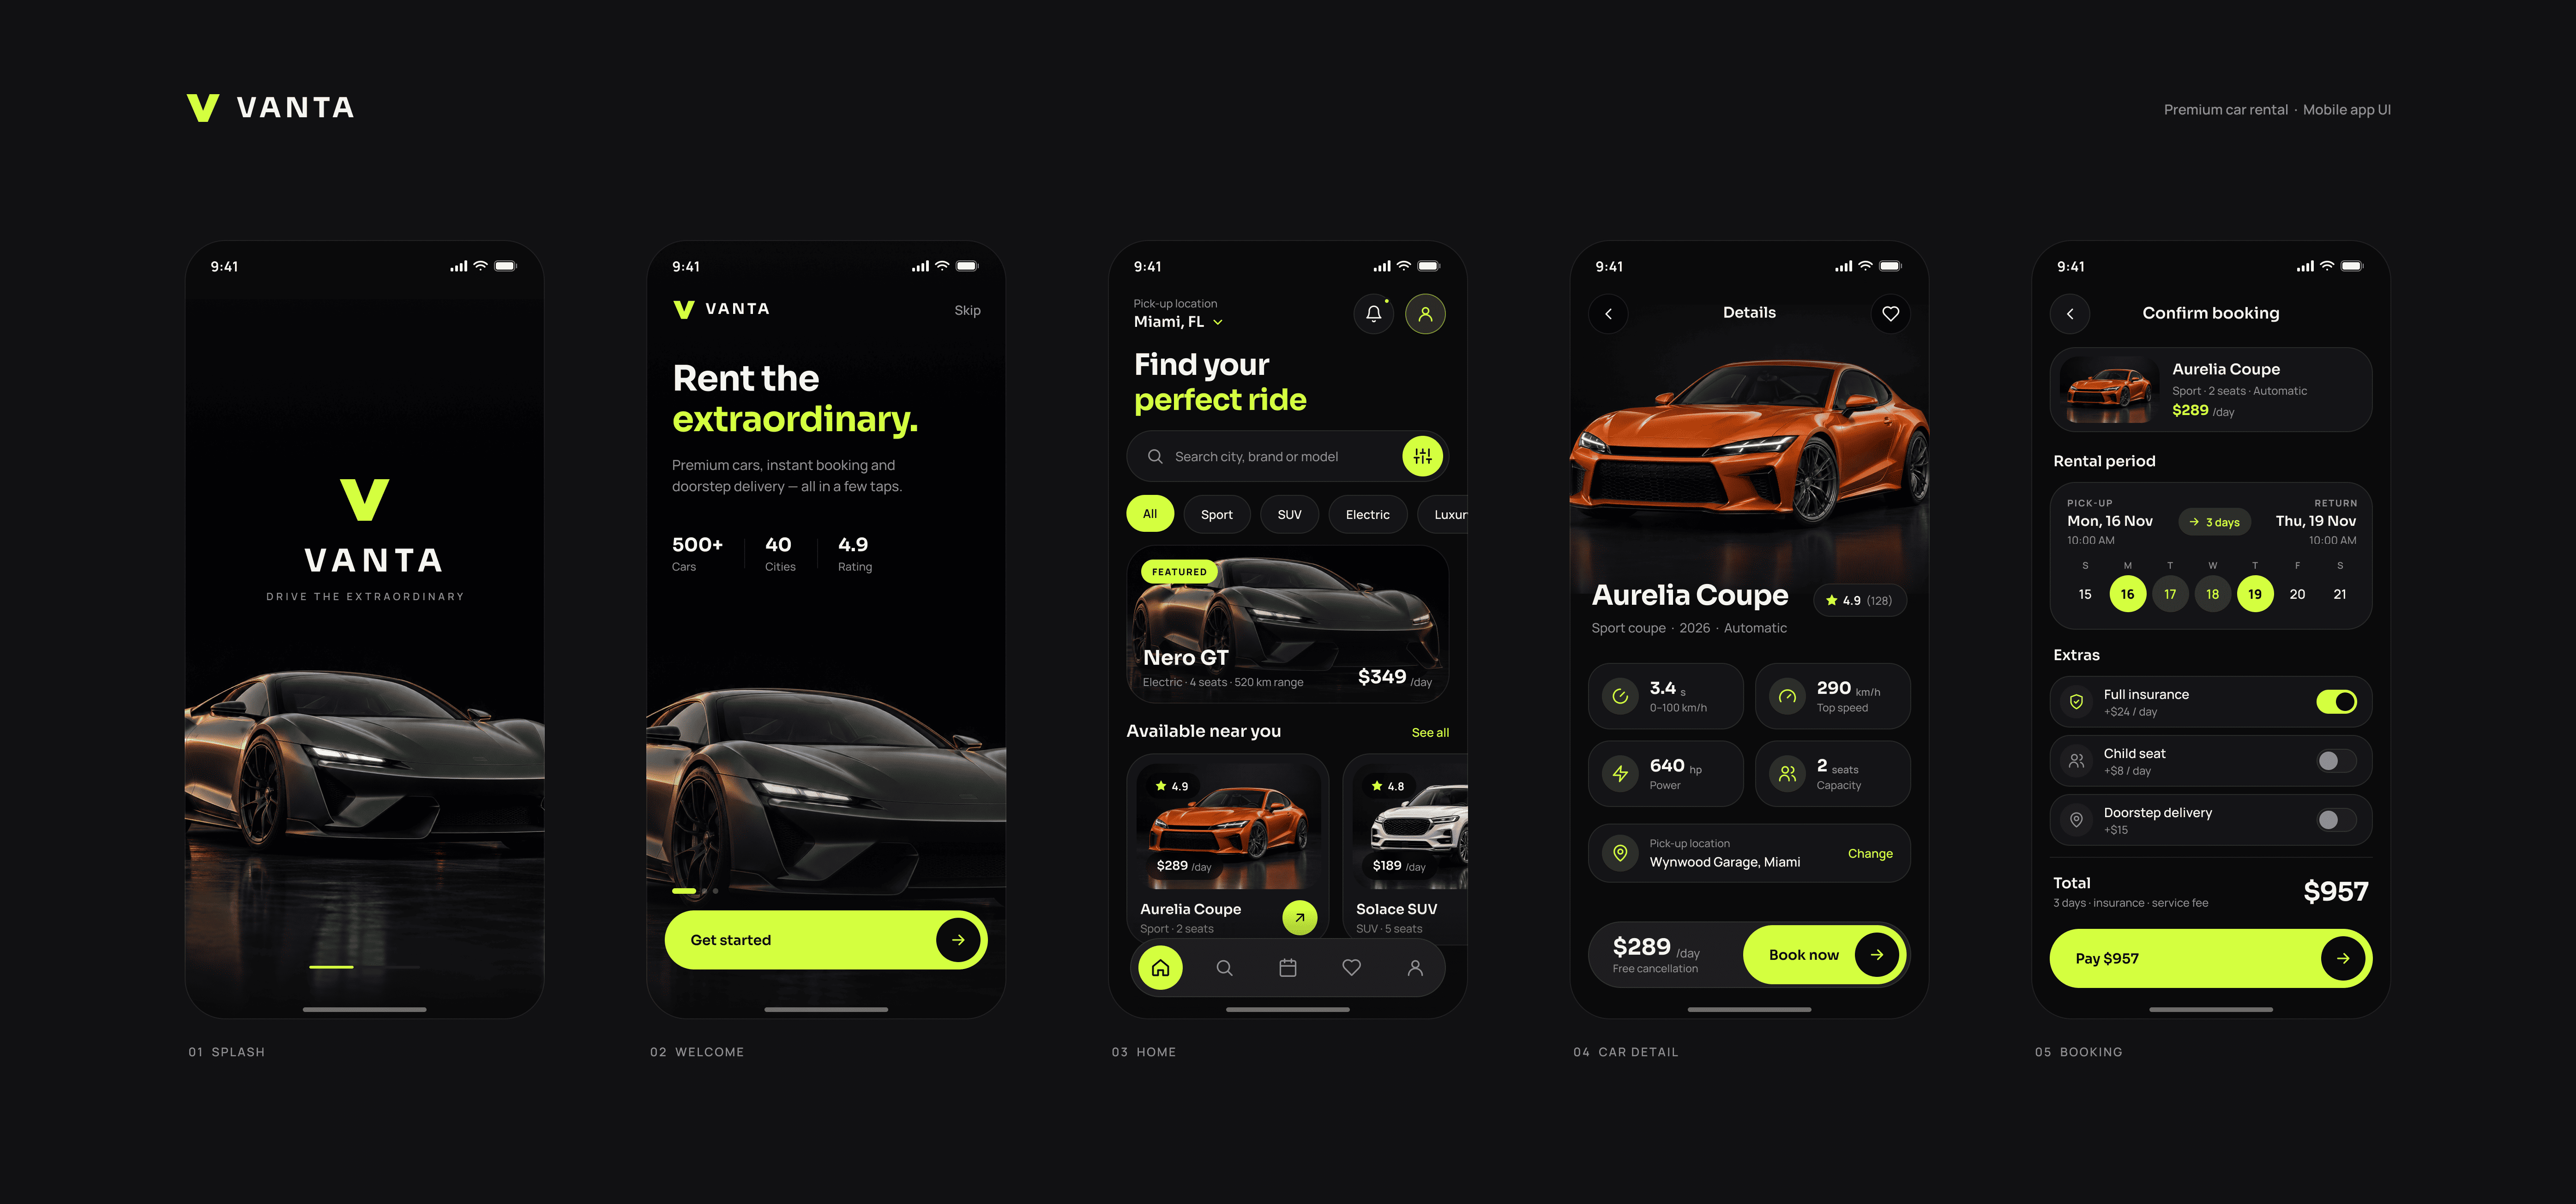 VANTA
Premium car rental · Mobile app UI
9:41
VANTA
DRIVE THE EXTRAORDINARY
01 SPLASH
9:41
VANTA
Skip
Rent the
extraordinary.
Premium cars, instant booking and
doorstep delivery — all in a few taps.
500+ 40 4.9
Cars Cities Rating
Get started
02 WELCOME
9:41
Pick-up location
Miami, FL
Find your
perfect ride
Search city, brand or model
All Sport SUV Electric Luxur
FEATURED
Nero GT
Electric · 4 seats · 520 km range
$349 /day
Available near you
See all
4.9
$289 /day
Aurelia Coupe
Sport · 2 seats
4.8
$189 /day
Solace SUV
SUV · 5 seats
03 HOME
9:41
Details
Aurelia Coupe
4.9 (128)
Sport coupe · 2026 · Automatic
3.4 s
0–100 km/h
290 km/h
Top speed
640 hp
Power
2 seats
Capacity
Pick-up location
Wynwood Garage, Miami
Change
$289 /day
Free cancellation
Book now
04 CAR DETAIL
9:41
Confirm booking
Aurelia Coupe
Sport · 2 seats · Automatic
$289 /day
Rental period
PICK-UP
Mon, 16 Nov
10:00 AM
3 days
RETURN
Thu, 19 Nov
10:00 AM
S M T W T F S
15 16 17 18 19 20 21
Extras
Full insurance
+$24 / day
Child seat
+$8 / day
Doorstep delivery
+$15
Total
3 days · insurance · service fee
$957
Pay $957
05 BOOKING